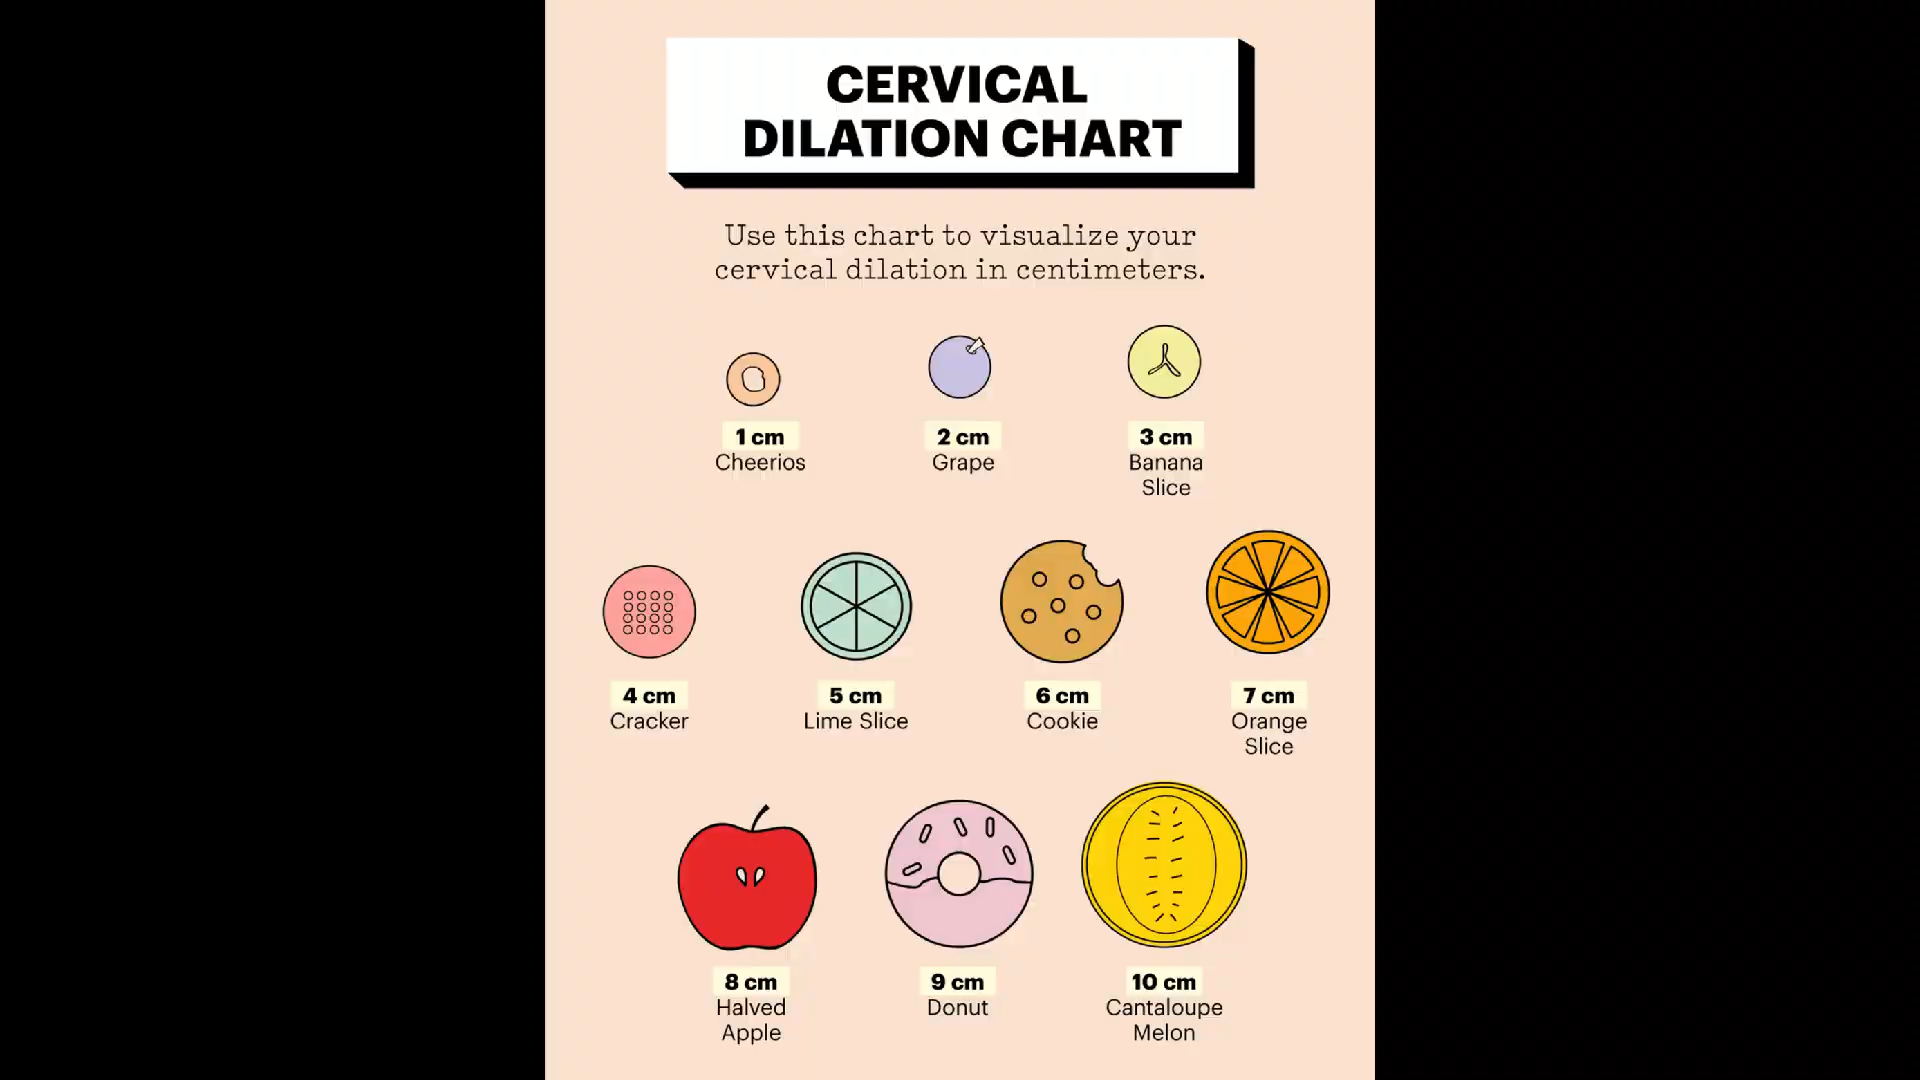 CERVICAL
DILATION CHART
Use this chart to visualize your
cervical dilation in centimeters.
1 cm
Cheerios
2 cm
Grape
3 cm
Banana
Slice
4 cm
Cracker
5 cm
Lime Slice
6 cm
Cookie
7 cm
Orange
Slice
8 cm
Halved
Apple
9 cm
Donut
10 cm
Cantaloupe
Melon